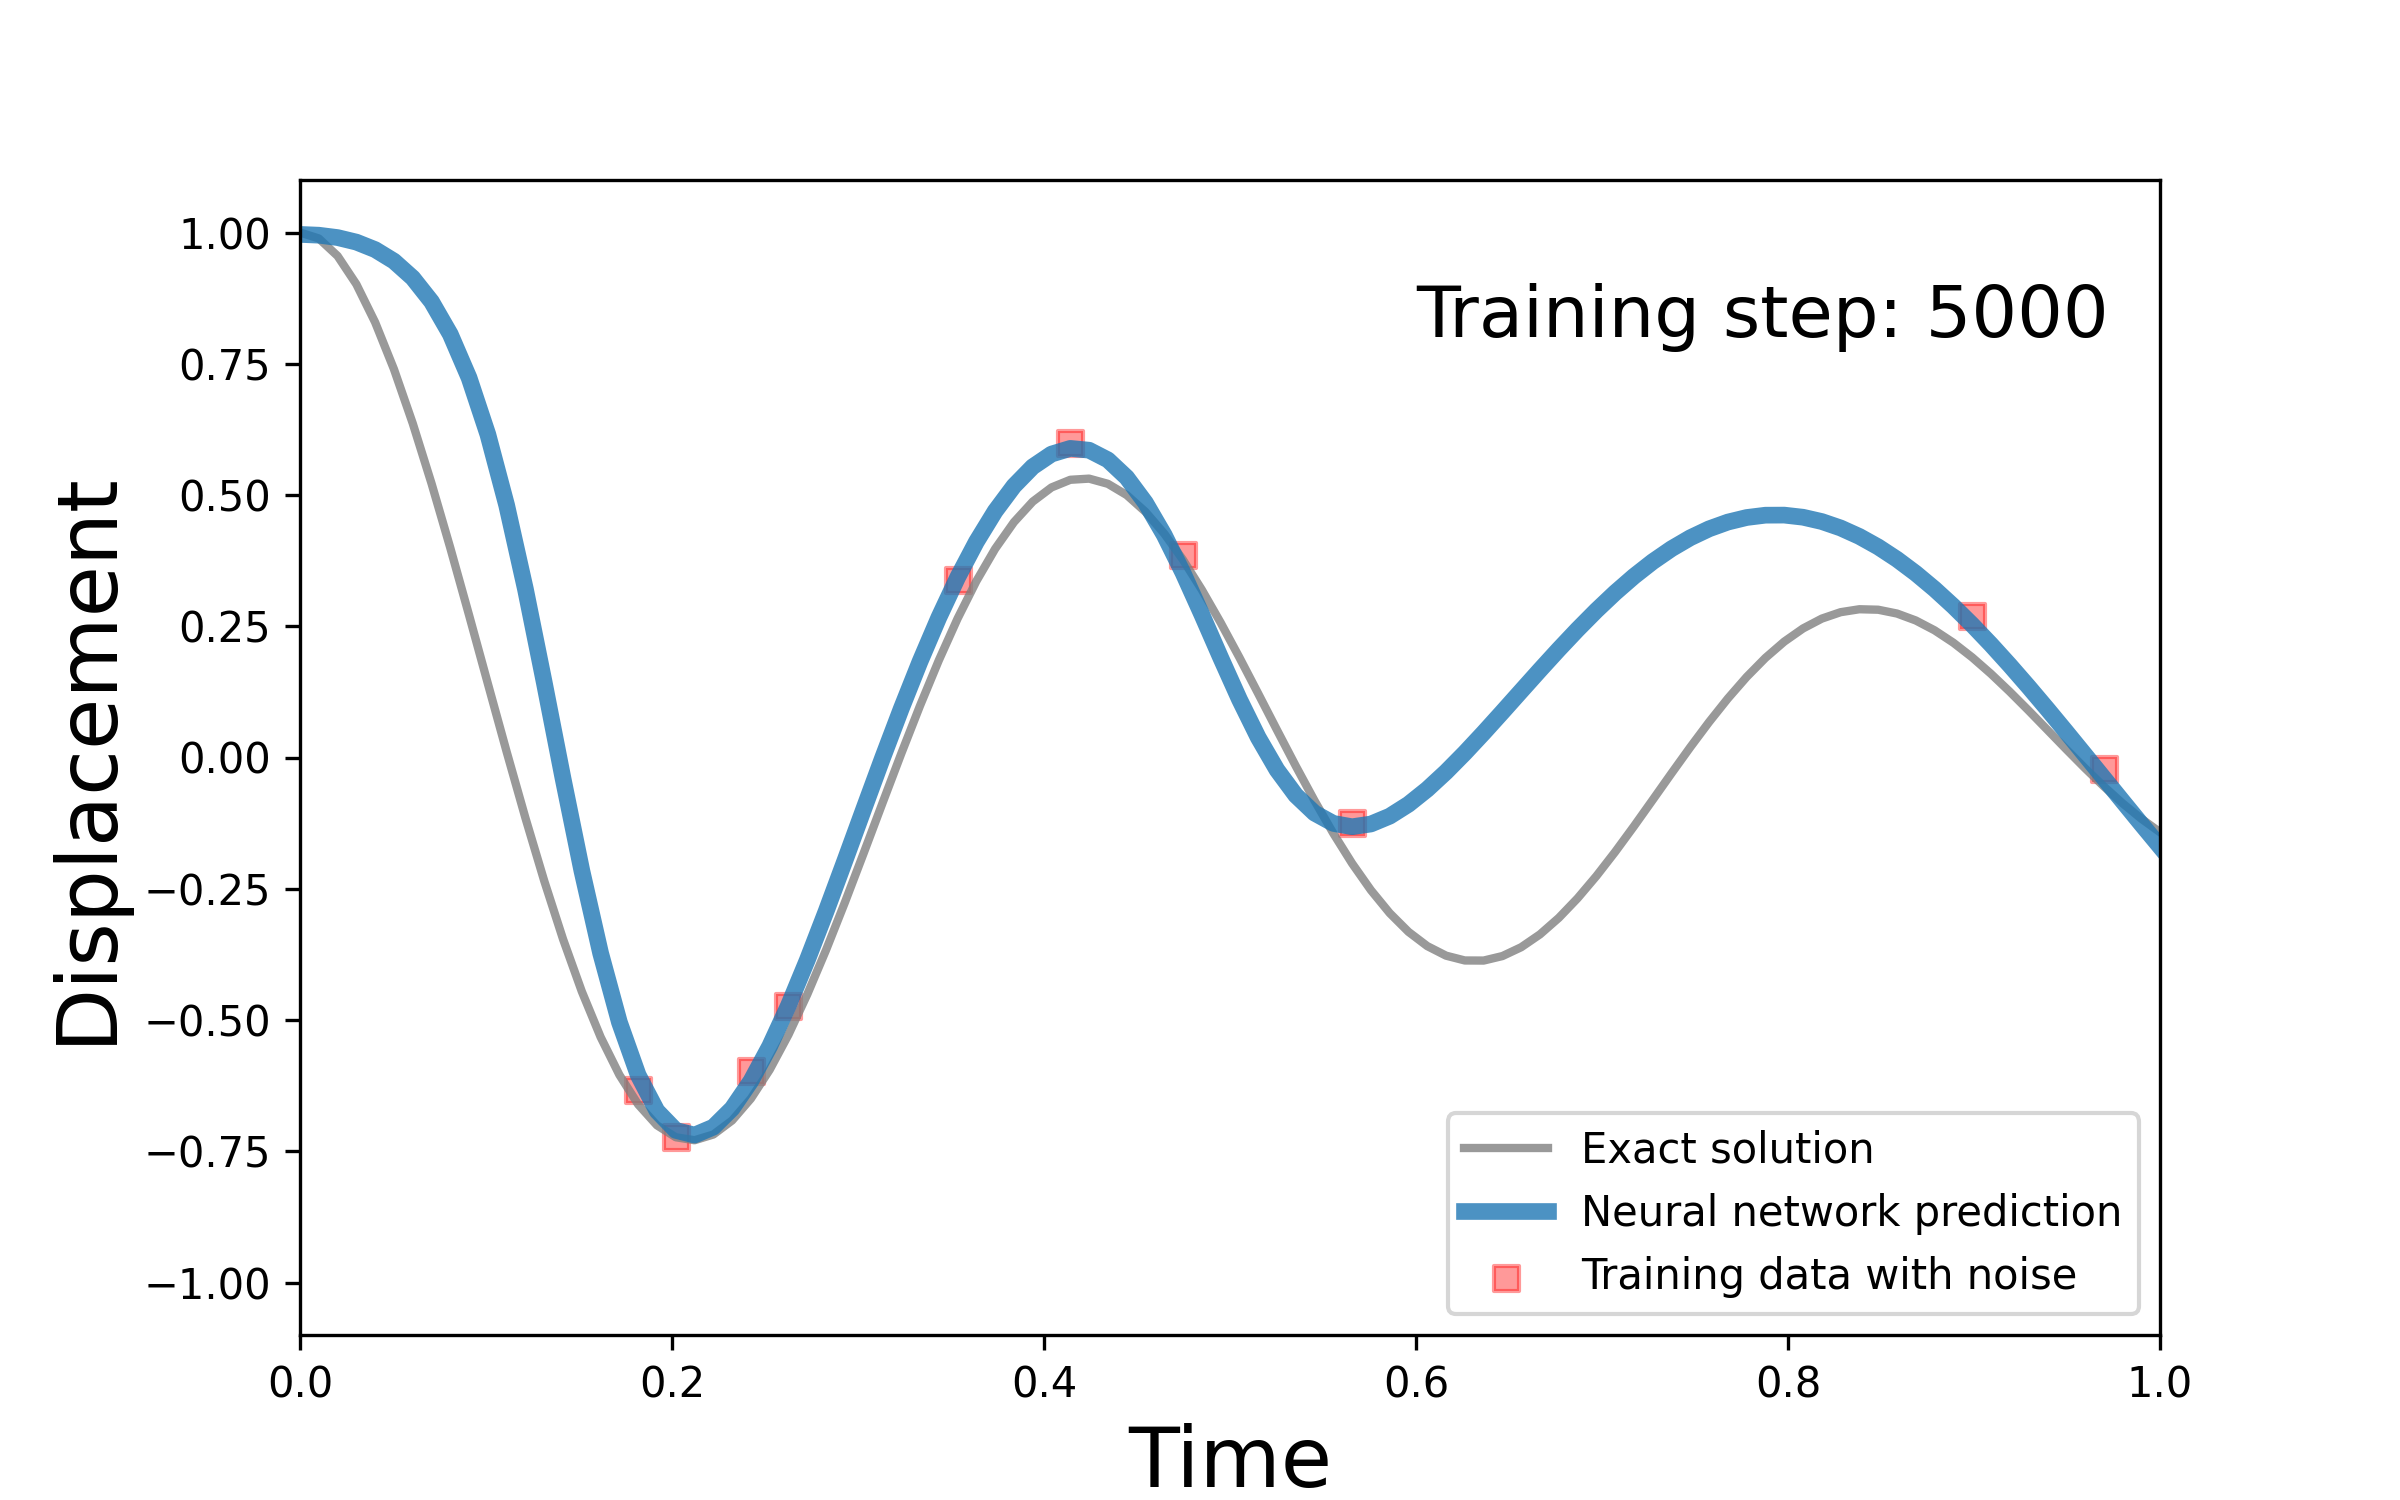 Training step: 5000
Displacement
1.00
0.75
0.50
0.25
0.00
−0.25
−0.50
−0.75
−1.00
Exact solution
Neural network prediction
Training data with noise
0.0 0.2 0.4 0.6 0.8 1.0
Time